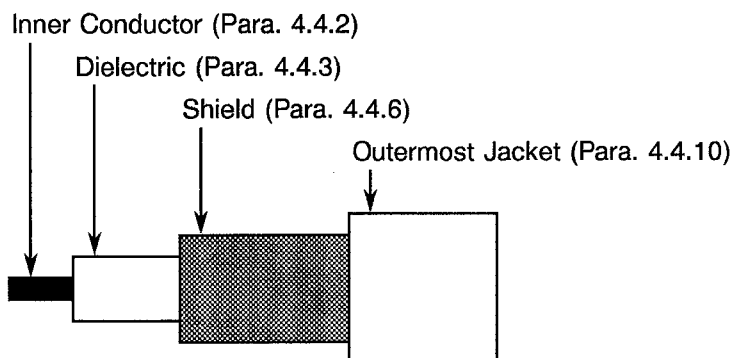 Inner Conductor (Para. 4.4.2)
Dielectric (Para. 4.4.3)
Shield (Para. 4.4.6)
Outermost Jacket (Para. 4.4.10)